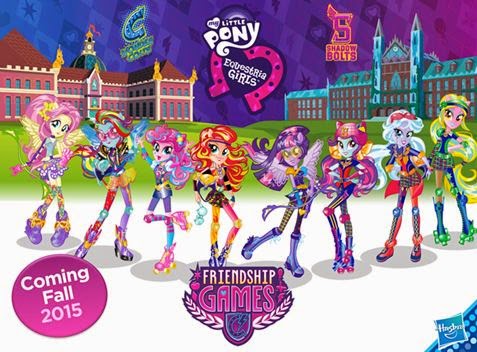 my LITTLE
PONY
EQUESTRIA
GIRLS
SHADOW
BOLTS
Coming
Fall
2015
FRIENDSHIP
GAMES
Hasbro